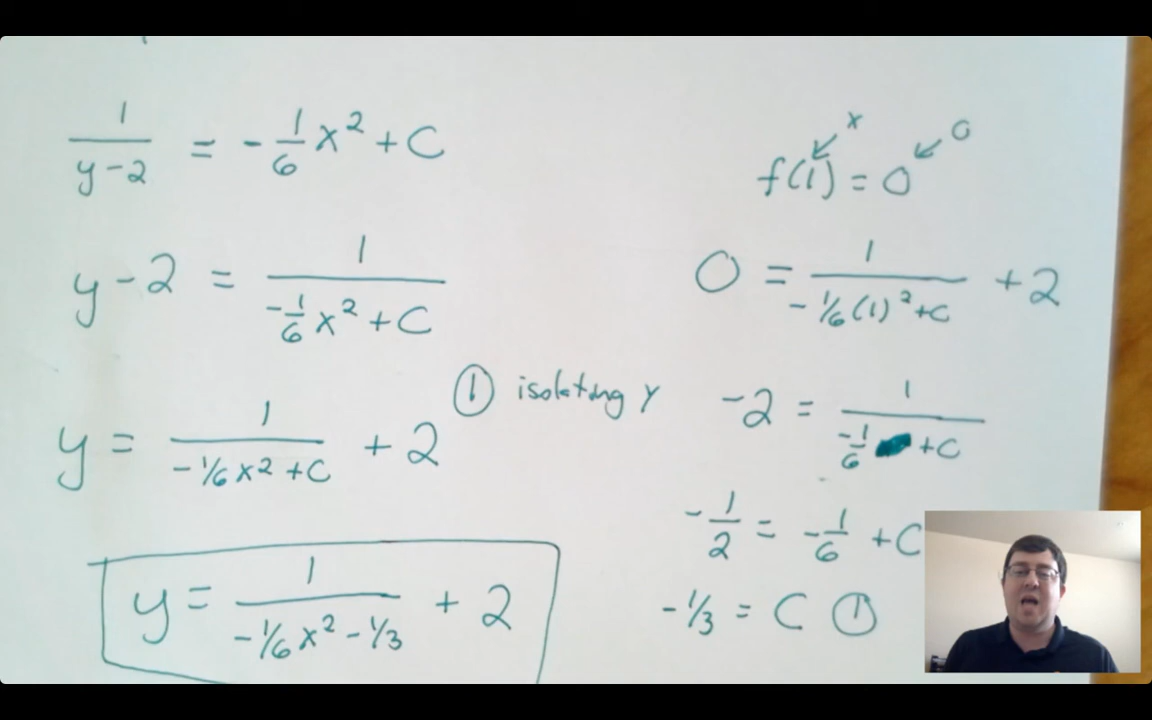 1/(y-2) = -1/6 x² + C
y-2 = 1/(-1/6 x² + C)
y = 1/(-1/6 x² + C) + 2
① isolating y
y = 1/(-1/6 x² - 1/3) + 2
x 0
f(1) = 0
0 = 1/(-1/6 (1)² + C) + 2
-2 = 1/(-1/6 + C)
-1/2 = -1/6 + C
-1/3 = C ①